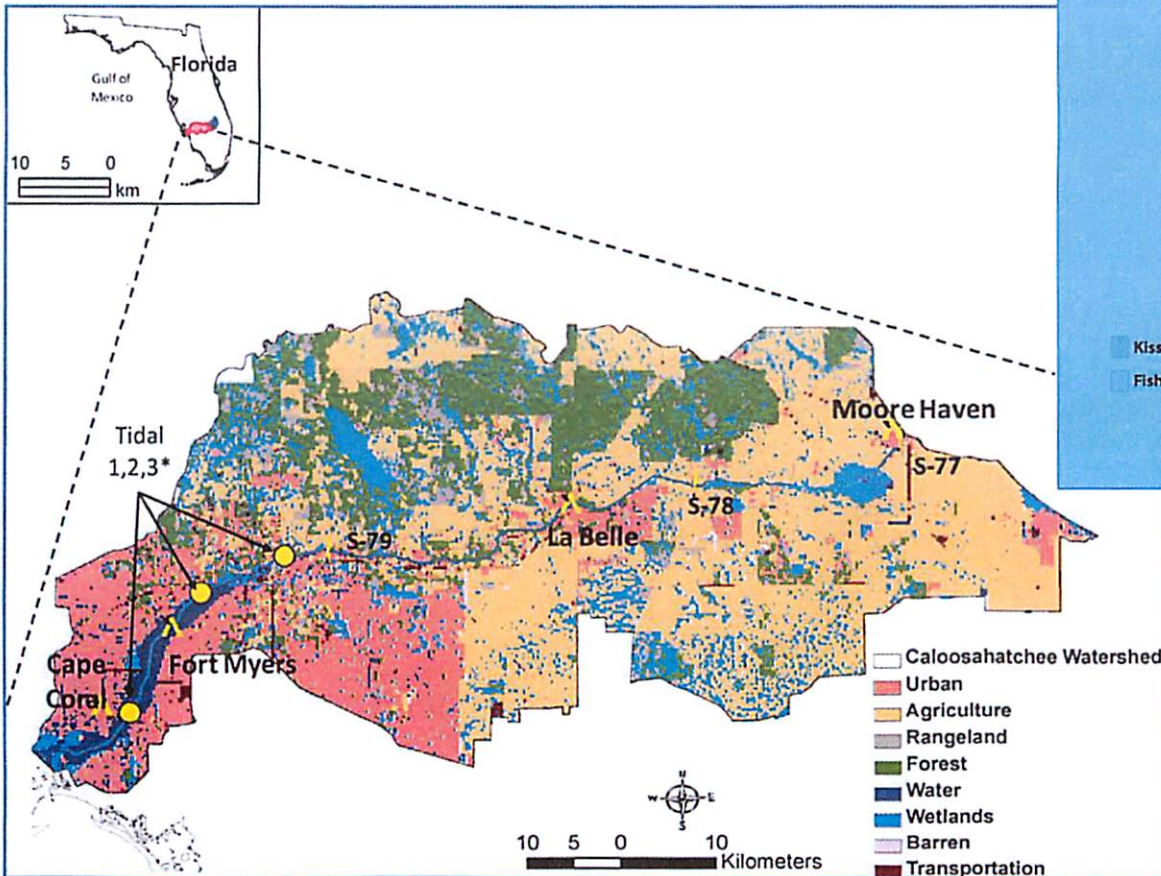 Florida
Gulf of
Mexico
10 5 0
km
Kiss
Fish
Moore Haven
Tidal
1,2,3*
S-77
S-78
La Belle
S-79
Cape
Coral
Fort Myers
Caloosahatchee Watershed
Urban
Agriculture
Rangeland
Forest
Water
Wetlands
Barren
Transportation
N
W E
S
10 5 0 10
Kilometers